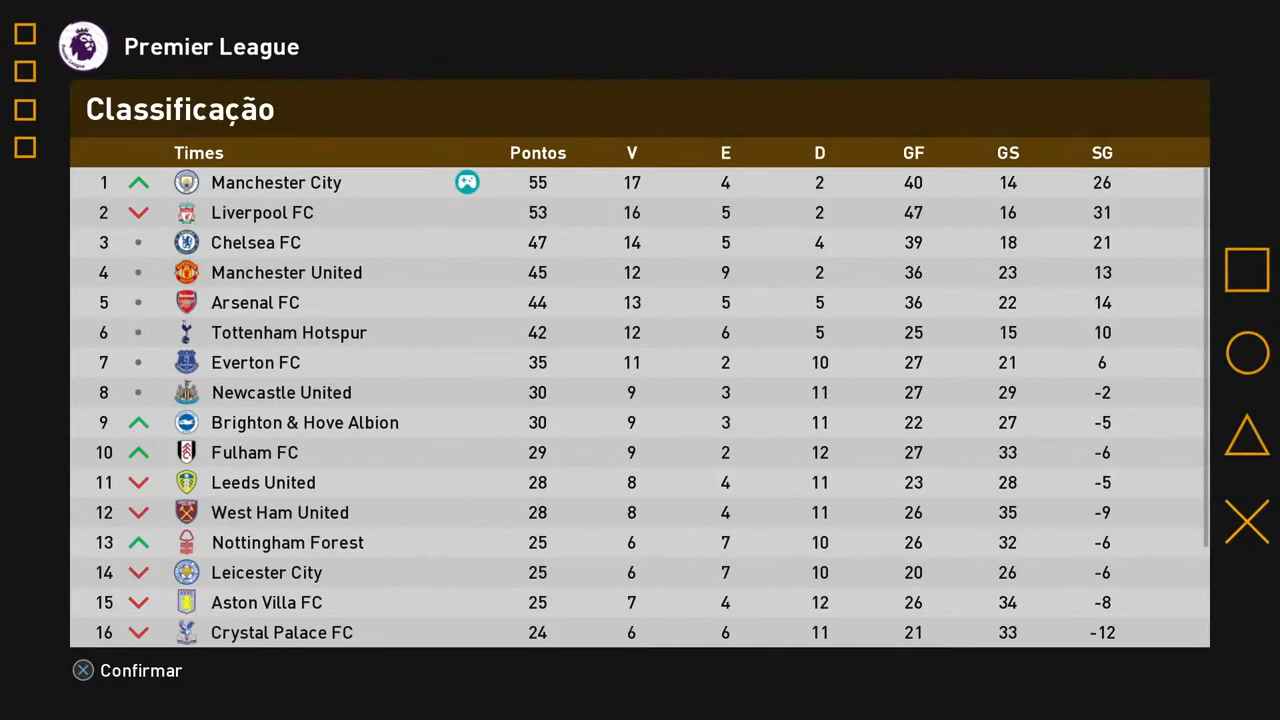 Premier League
Classificação
Times Pontos V E D GF GS SG
1 Manchester City 55 17 4 2 40 14 26
2 Liverpool FC 53 16 5 2 47 16 31
3 Chelsea FC 47 14 5 4 39 18 21
4 Manchester United 45 12 9 2 36 23 13
5 Arsenal FC 44 13 5 5 36 22 14
6 Tottenham Hotspur 42 12 6 5 25 15 10
7 Everton FC 35 11 2 10 27 21 6
8 Newcastle United 30 9 3 11 27 29 -2
9 Brighton & Hove Albion 30 9 3 11 22 27 -5
10 Fulham FC 29 9 2 12 27 33 -6
11 Leeds United 28 8 4 11 23 28 -5
12 West Ham United 28 8 4 11 26 35 -9
13 Nottingham Forest 25 6 7 10 26 32 -6
14 Leicester City 25 6 7 10 20 26 -6
15 Aston Villa FC 25 7 4 12 26 34 -8
16 Crystal Palace FC 24 6 6 11 21 33 -12
Confirmar